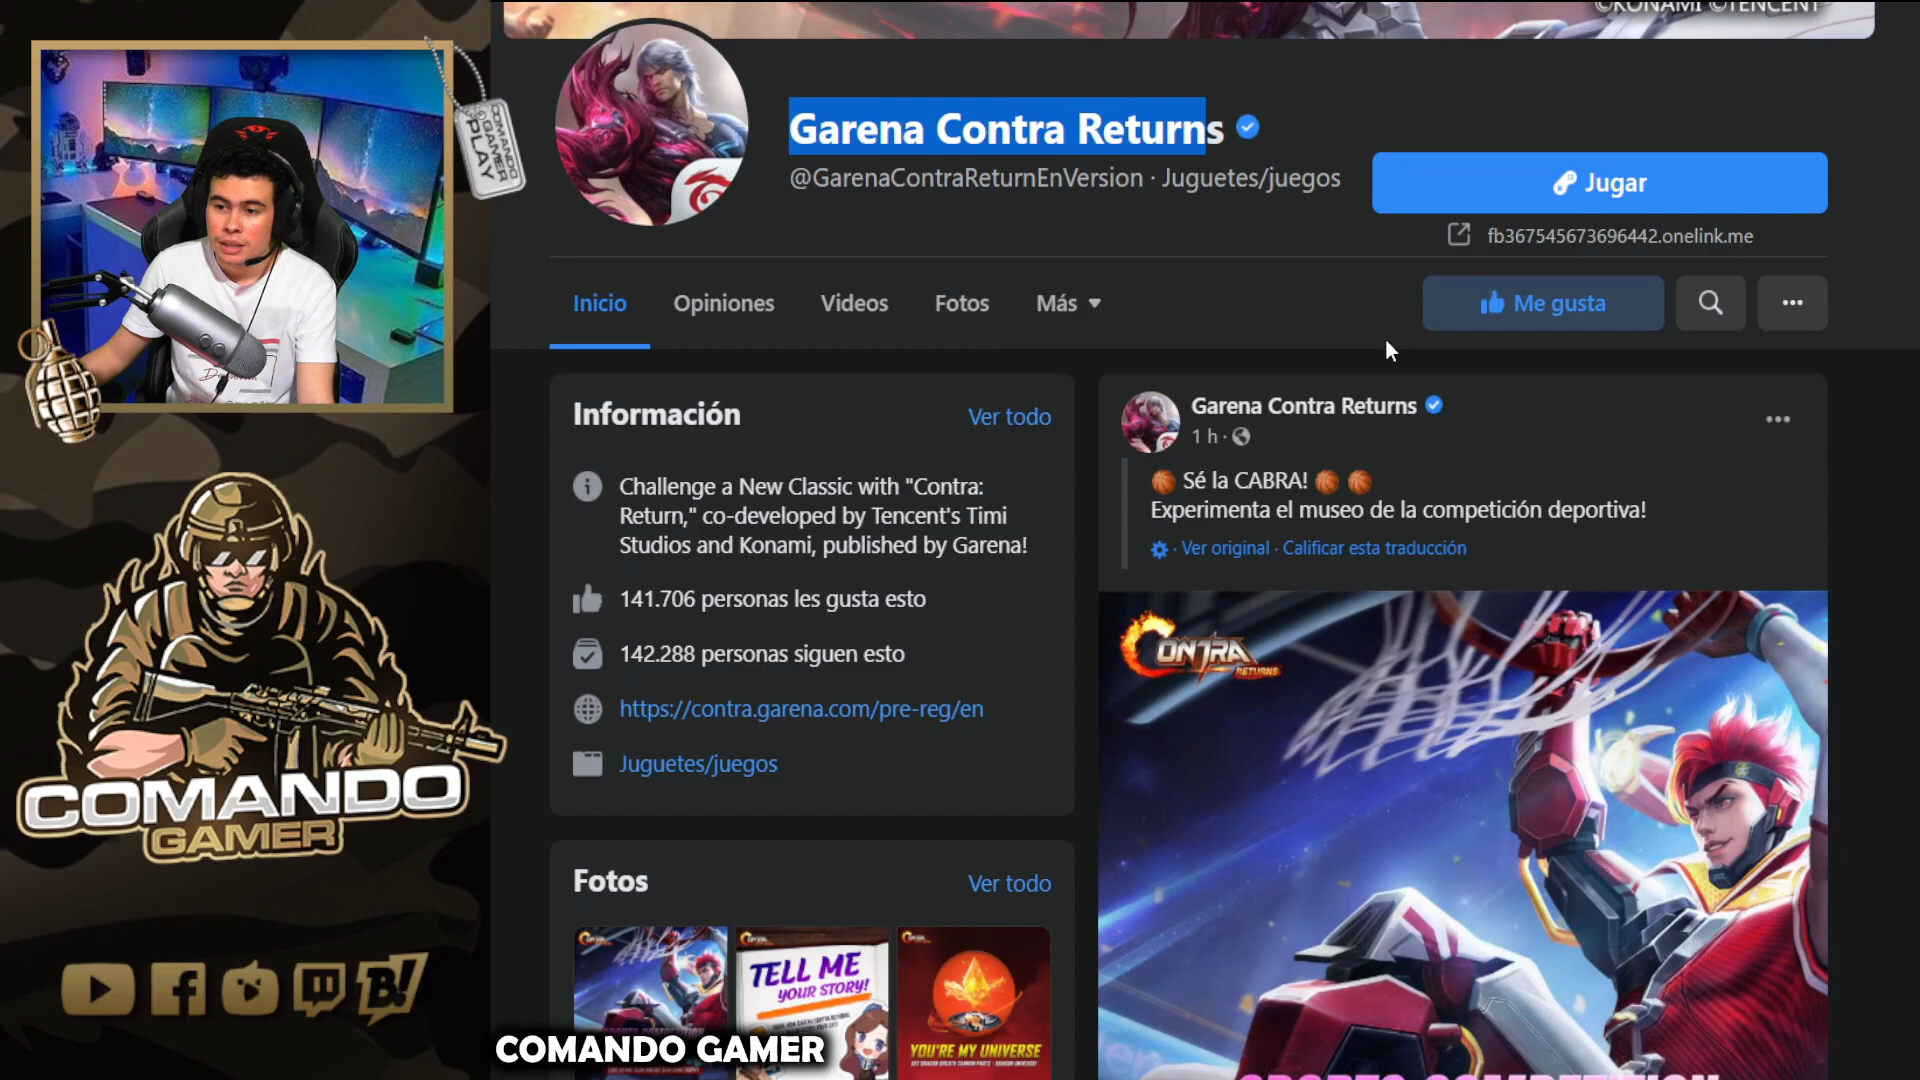 ©KONAMI ©TENCENT
Garena Contra Returns
@GarenaContraReturnEnVersion · Juguetes/juegos
Jugar
fb367545673696442.onelink.me
Inicio
Opiniones
Videos
Fotos
Más
Me gusta
COMANDO
GAMER
PLAY
Información
Ver todo
Challenge a New Classic with "Contra:
Return," co-developed by Tencent's Timi
Studios and Konami, published by Garena!
141.706 personas les gusta esto
142.288 personas siguen esto
https://contra.garena.com/pre-reg/en
Juguetes/juegos
Garena Contra Returns
1 h ·
Sé la CABRA!
Experimenta el museo de la competición deportiva!
· Ver original · Calificar esta traducción
CONTRA
RETURNS
Fotos
Ver todo
TELL ME
YOUR STORY!
YOU'RE MY UNIVERSE
COMANDO
GAMER
B!
COMANDO GAMER
SPORTS COMPETITION